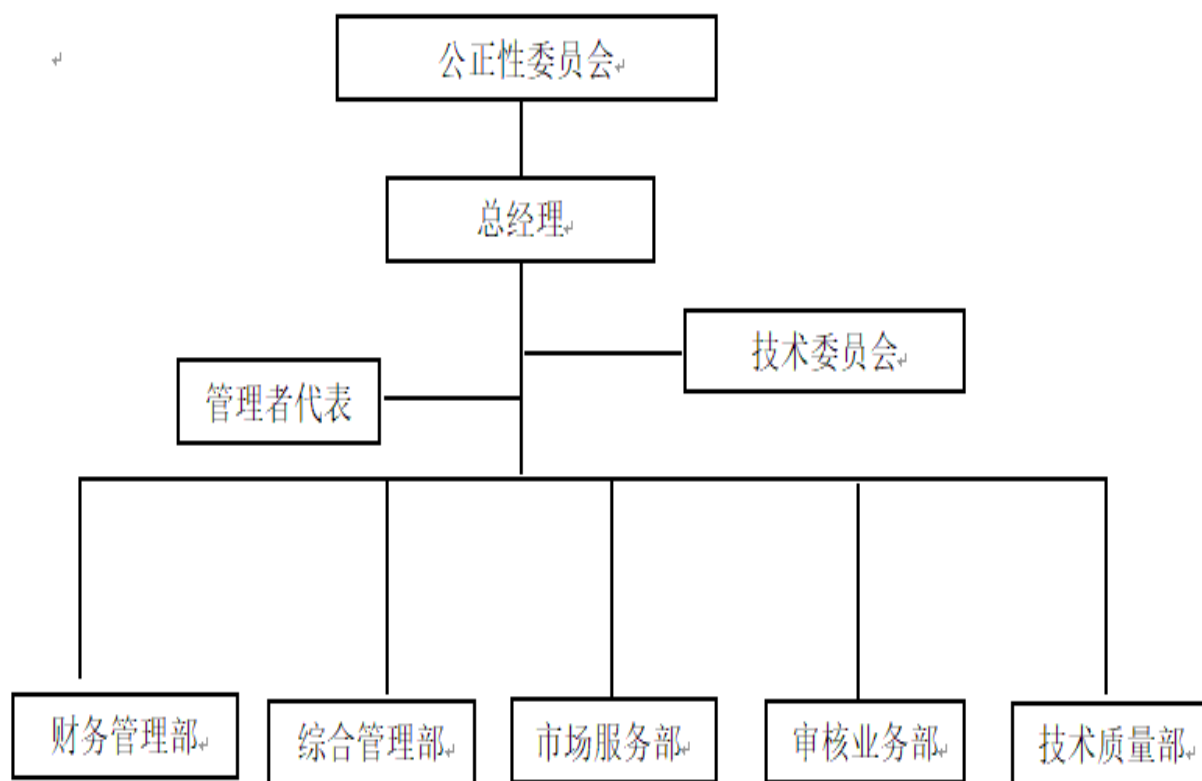 公正性委员会
总经理
技术委员会
管理者代表
财务管理部
综合管理部
市场服务部
审核业务部
技术质量部